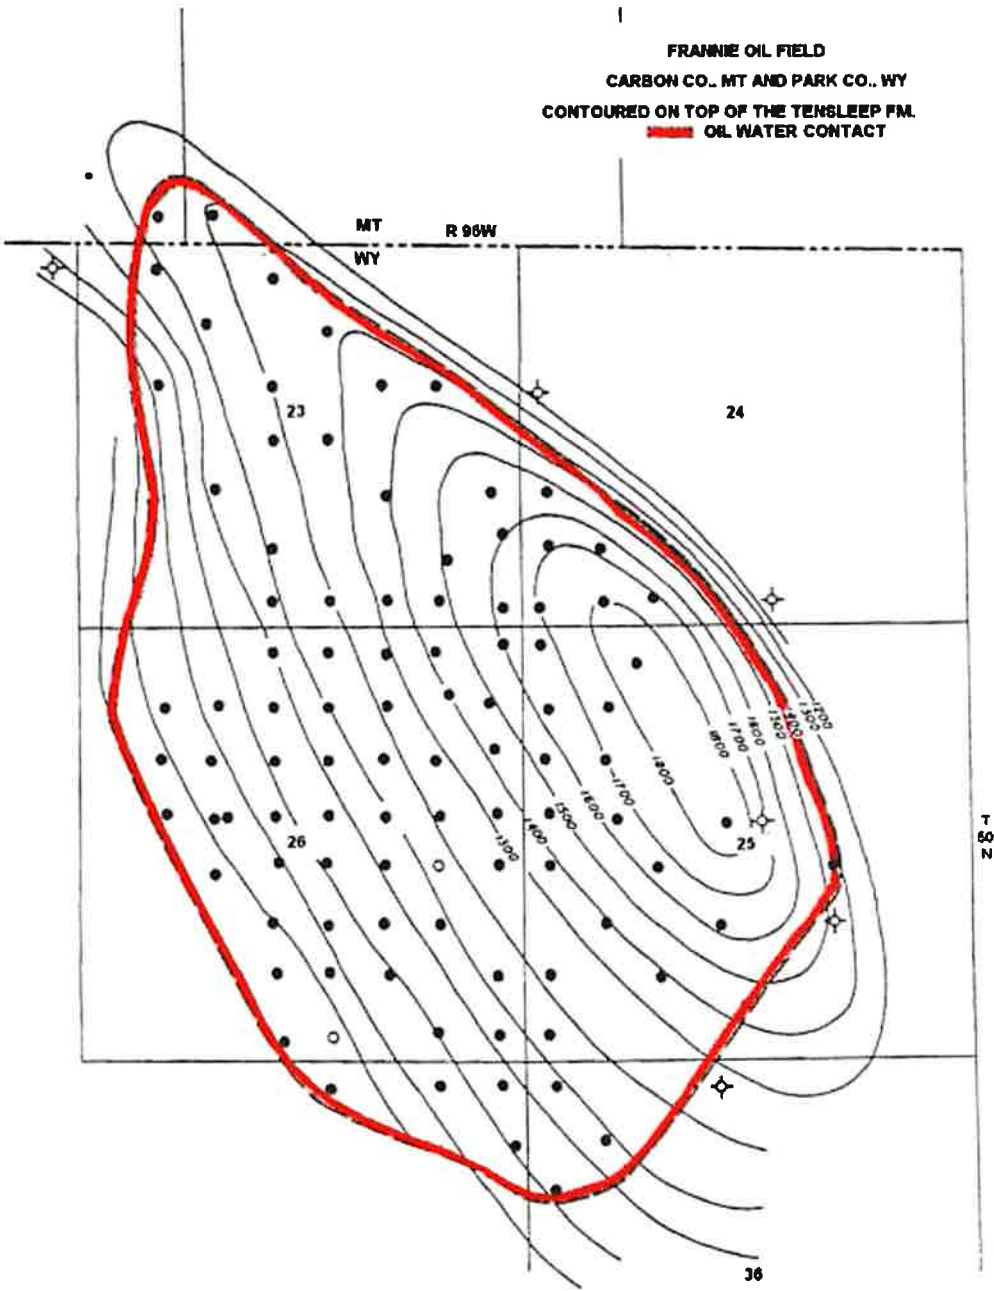 FRANNIE OIL FIELD
CARBON CO., MT AND PARK CO., WY
CONTOURED ON TOP OF THE TENSLEEP FM.
OIL WATER CONTACT
MT
R 96W
WY
23
24
1200
1300
1400
1500
1600
1700
1800
1800
1700
1600
1500
1300
25
26
T
36